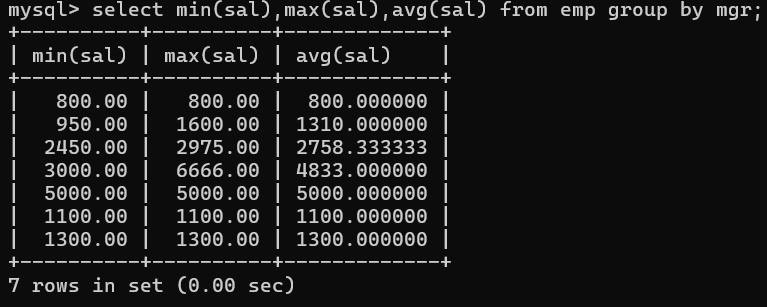 mysql> select min(sal),max(sal),avg(sal) from emp group by mgr;
+----------+----------+-------------+
| min(sal) | max(sal) | avg(sal)    |
+----------+----------+-------------+
|   800.00 |   800.00 |  800.000000 |
|   950.00 |  1600.00 | 1310.000000 |
|  2450.00 |  2975.00 | 2758.333333 |
|  3000.00 |  6666.00 | 4833.000000 |
|  5000.00 |  5000.00 | 5000.000000 |
|  1100.00 |  1100.00 | 1100.000000 |
|  1300.00 |  1300.00 | 1300.000000 |
+----------+----------+-------------+
7 rows in set (0.00 sec)